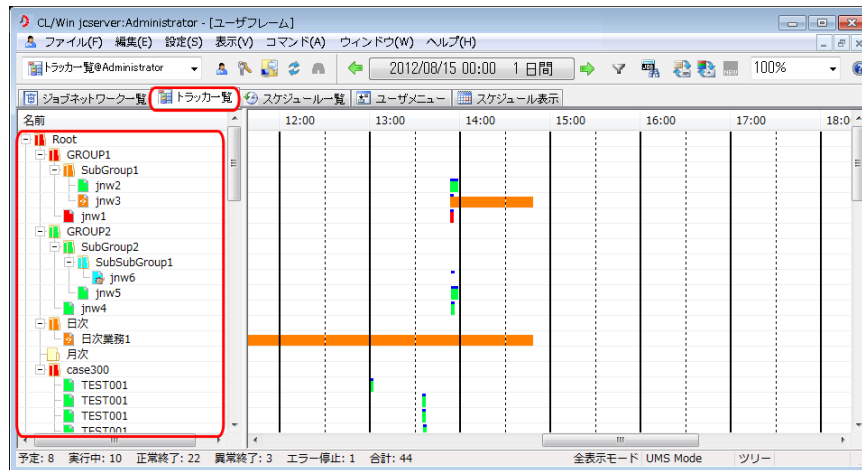 CL/Win jcserver:Administrator - [ユーザフレーム]
ファイル(F) 編集(E) 設定(S) 表示(V) コマンド(A) ウィンドウ(W) ヘルプ(H)
トラッカー覧@Administrator 2012/08/15 00:00 1 日間 100%
ジョブネットワーク一覧 トラッカ一覧 スケジュール一覧 ユーザメニュー スケジュール表示
名前 12:00 13:00 14:00 15:00 16:00 17:00 18:0
Root
GROUP1
SubGroup1
jnw2
jnw3
jnw1
GROUP2
SubGroup2
SubSubGroup1
jnw6
jnw5
jnw4
日次
日次業務1
月次
case300
TEST001
TEST001
TEST001
TEST001
予定: 8 実行中: 10 正常終了: 22 異常終了: 3 エラー停止: 1 合計: 44 全表示モード UMS Mode ツリー